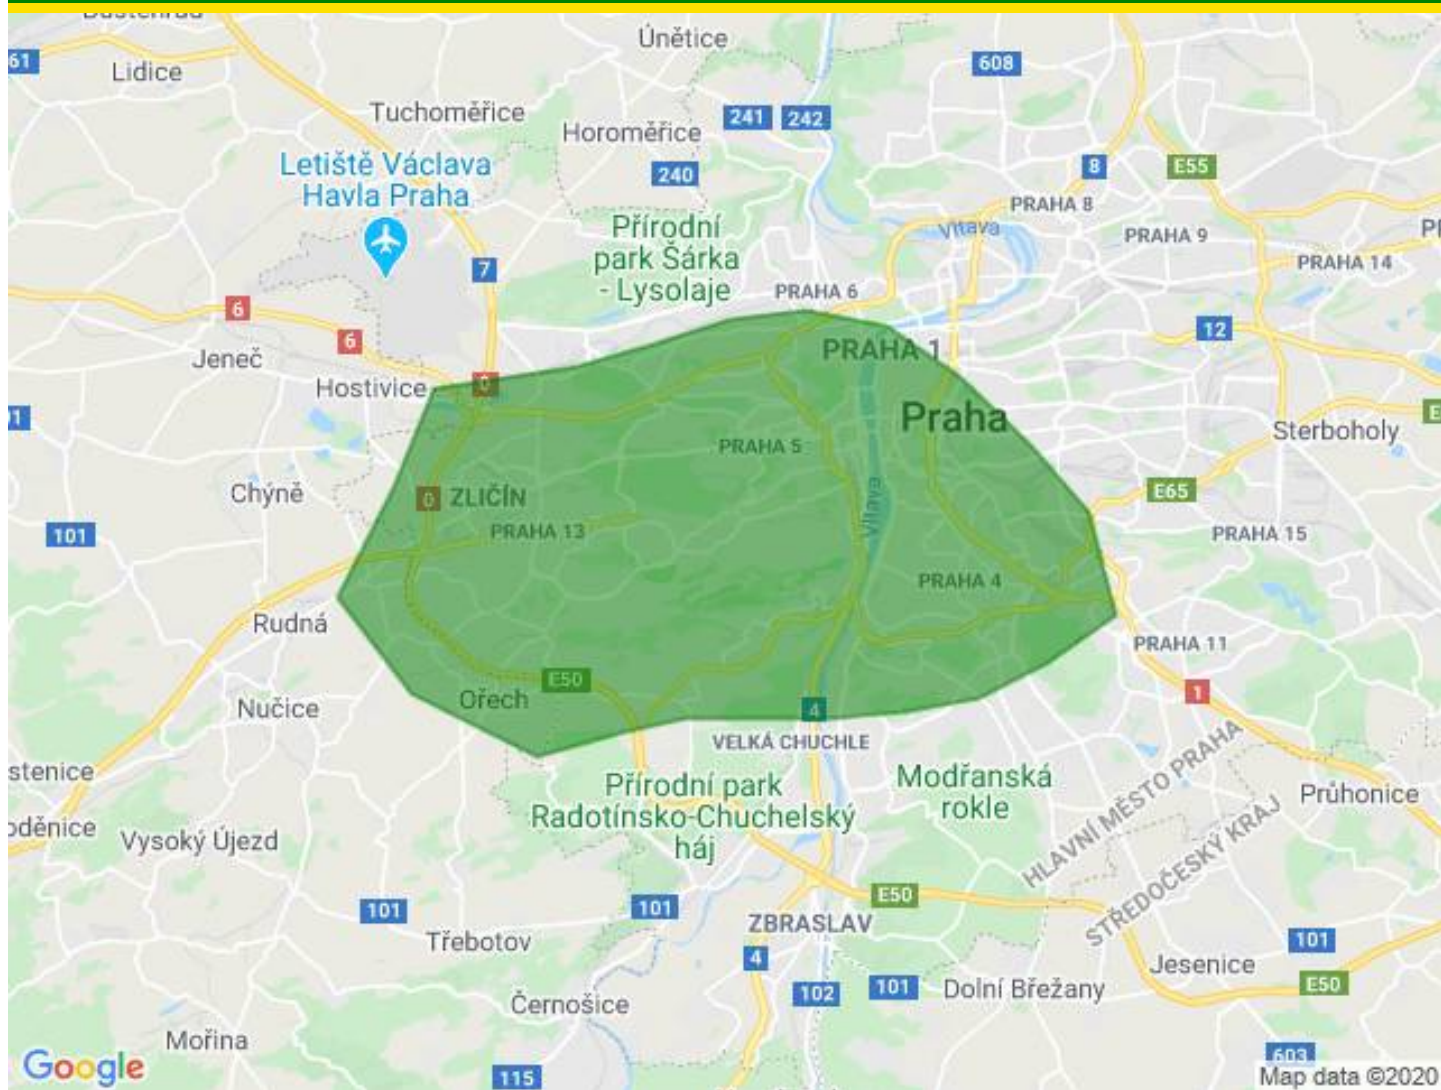 Únětice
61
608
Lidice
Tuchoměřice
241
242
Horoměřice
Letiště Václava
Havla Praha
240
8
E55
PRAHA 8
Přírodní
park Šárka
- Lysolaje
Vltava
PRAHA 9
7
PRAHA 14
PRAHA 6
6
6
12
Jeneč
PRAHA 1
Hostivice
0
Praha
Sterboholy
PRAHA 5
Chýně
0
ZLIČÍN
E65
Vltava
101
PRAHA 13
PRAHA 15
PRAHA 4
Rudná
PRAHA 11
E50
Ořech
1
Nučice
4
VELKÁ CHUCHLE
stenice
Přírodní park
Radotínsko-Chuchelský
háj
Modřanská
rokle
HLAVNÍ MĚSTO PRAHA
STŘEDOČESKÝ KRAJ
Průhonice
oděnice
Vysoký Újezd
101
101
E50
ZBRASLAV
Třebotov
101
4
Jesenice
102
101
Dolní Břežany
E50
Černošice
Mořina
603
Google
115
Map data ©2020